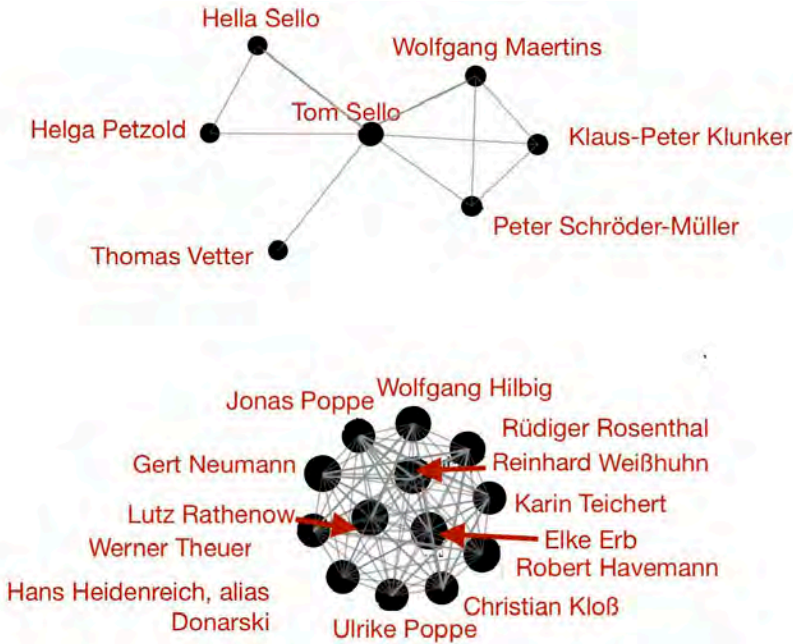 Hella Sello
Wolfgang Maertins
Tom Sello
Helga Petzold
Klaus-Peter Klunker
Peter Schröder-Müller
Thomas Vetter
Wolfgang Hilbig
Jonas Poppe
Rüdiger Rosenthal
Gert Neumann
Reinhard Weißhuhn
Karin Teichert
Lutz Rathenow
Elke Erb
Werner Theuer
Robert Havemann
Hans Heidenreich, alias
Donarski
Christian Kloß
Ulrike Poppe